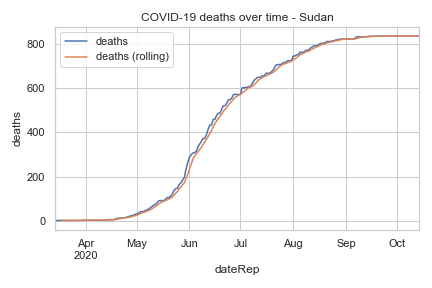 COVID-19 deaths over time - Sudan
deaths
deaths (rolling)
deaths
800
600
400
200
0
Apr May Jun Jul Aug Sep Oct
2020
dateRep